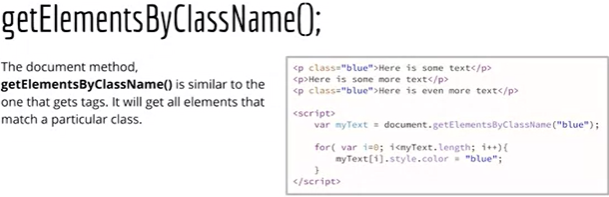 getElementsByClassName();
The document method,
getElementsByClassName() is similar to the
one that gets tags. It will get all elements that
match a particular class.
<p class="blue">Here is some text</p>
<p>Here is some more text</p>
<p class="blue">Here is even more text</p>
<script>
var myText = document.getElementsByClassName("blue");
for( var i=0; i<myText.length; i++){
myText[i].style.color = "blue";
}
</script>